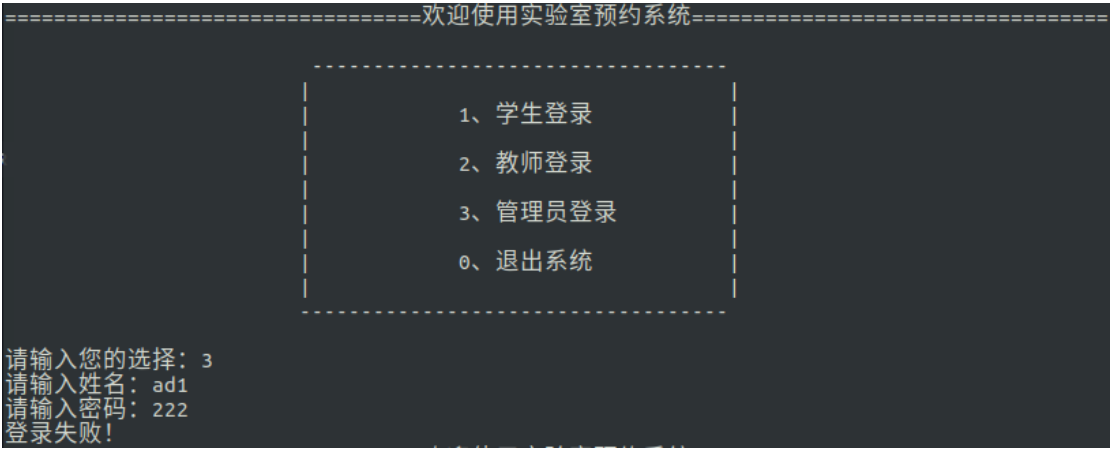 ==================================欢迎使用实验室预约系统==================================
----------------------------------
1、学生登录
2、教师登录
3、管理员登录
0、退出系统
-----------------------------------
请输入您的选择：3
请输入姓名：ad1
请输入密码：222
登录失败！